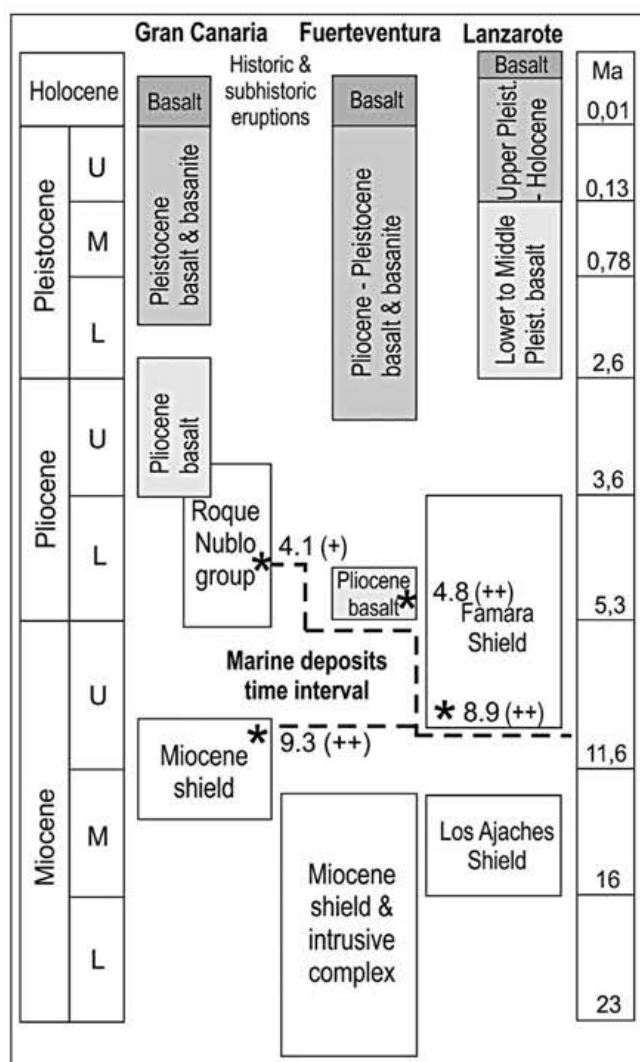 Gran Canaria
Fuerteventura
Lanzarote
Historic &
subhistoric
eruptions
Ma
Holocene
Pleistocene
U
M
L
Pliocene
U
L
Miocene
U
M
L
Basalt
Pleistocene
basalt & basanite
Pliocene
basalt
Roque
Nublo
group
* 4.1 (+)
Marine deposits
time interval
Miocene
shield
* 9.3 (++)
Basalt
Pliocene - Pleistocene
basalt & basanite
Pliocene
basalt *
Miocene
shield &
intrusive
complex
Basalt
Upper Pleist.
- Holocene
Lower to Middle
Pleist. basalt
4.8 (++)
Famara
Shield
* 8.9 (++)
Los Ajaches
Shield
0,01
0,13
0,78
2,6
3,6
5,3
11,6
16
23